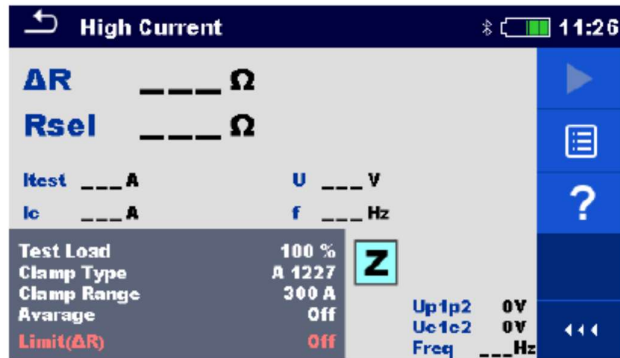 High Current 11:26
ΔR ___ Ω
Rsel ___ Ω
Itest ___ A U ___ V
Ic ___ A f ___ Hz
Test Load 100 %
Clamp Type A 1227
Clamp Range 300 A
Avarage Off
Limit(ΔR) Off
Z
Up1p2 0V
Uc1c2 0V
Freq ___Hz
?